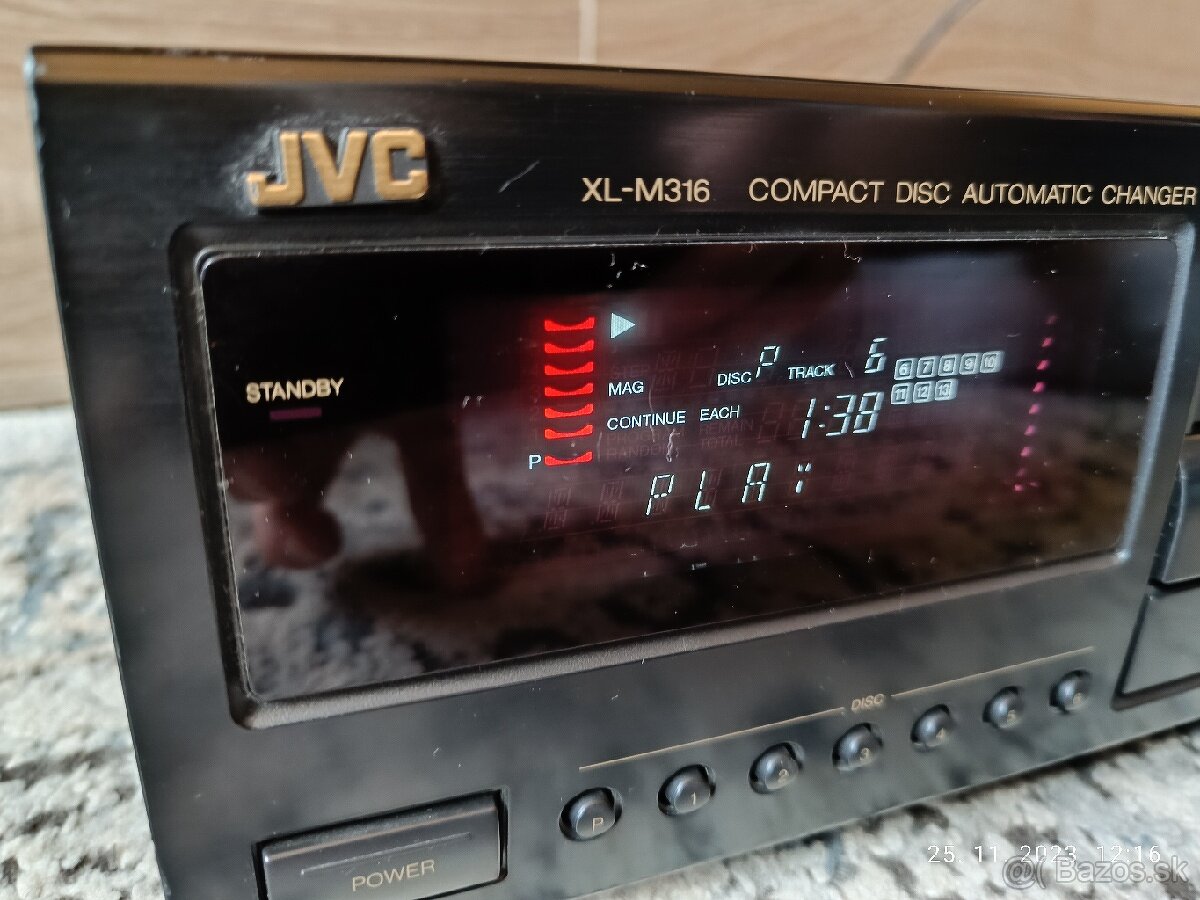 JVC
XL-M316 COMPACT DISC AUTOMATIC CHANGER
STANDBY
MAG DISC P TRACK 6 6 7 8 9 10
CONTINUE EACH 1:38 11 12 13
P
PLAY
DISC
P 1 2 3 4 5 6
POWER
25. 11. 2023 12:16
Bazos.sk